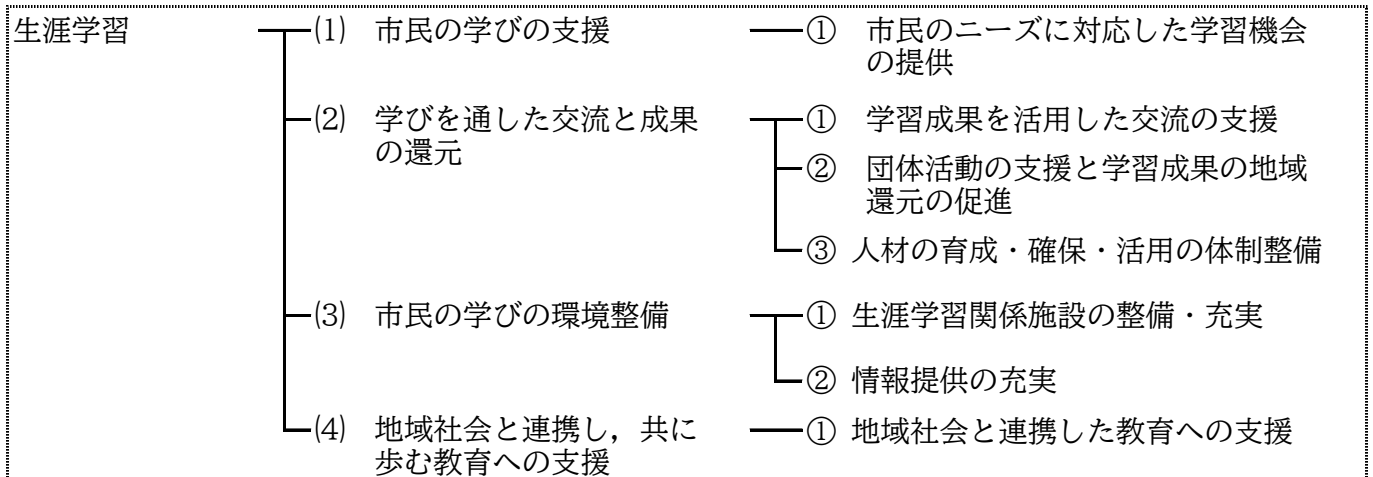 生涯学習
(1) 市民の学びの支援
① 市民のニーズに対応した学習機会
の提供
(2) 学びを通した交流と成果
の還元
① 学習成果を活用した交流の支援
② 団体活動の支援と学習成果の地域
還元の促進
③ 人材の育成・確保・活用の体制整備
(3) 市民の学びの環境整備
① 生涯学習関係施設の整備・充実
② 情報提供の充実
(4) 地域社会と連携し，共に
歩む教育への支援
① 地域社会と連携した教育への支援